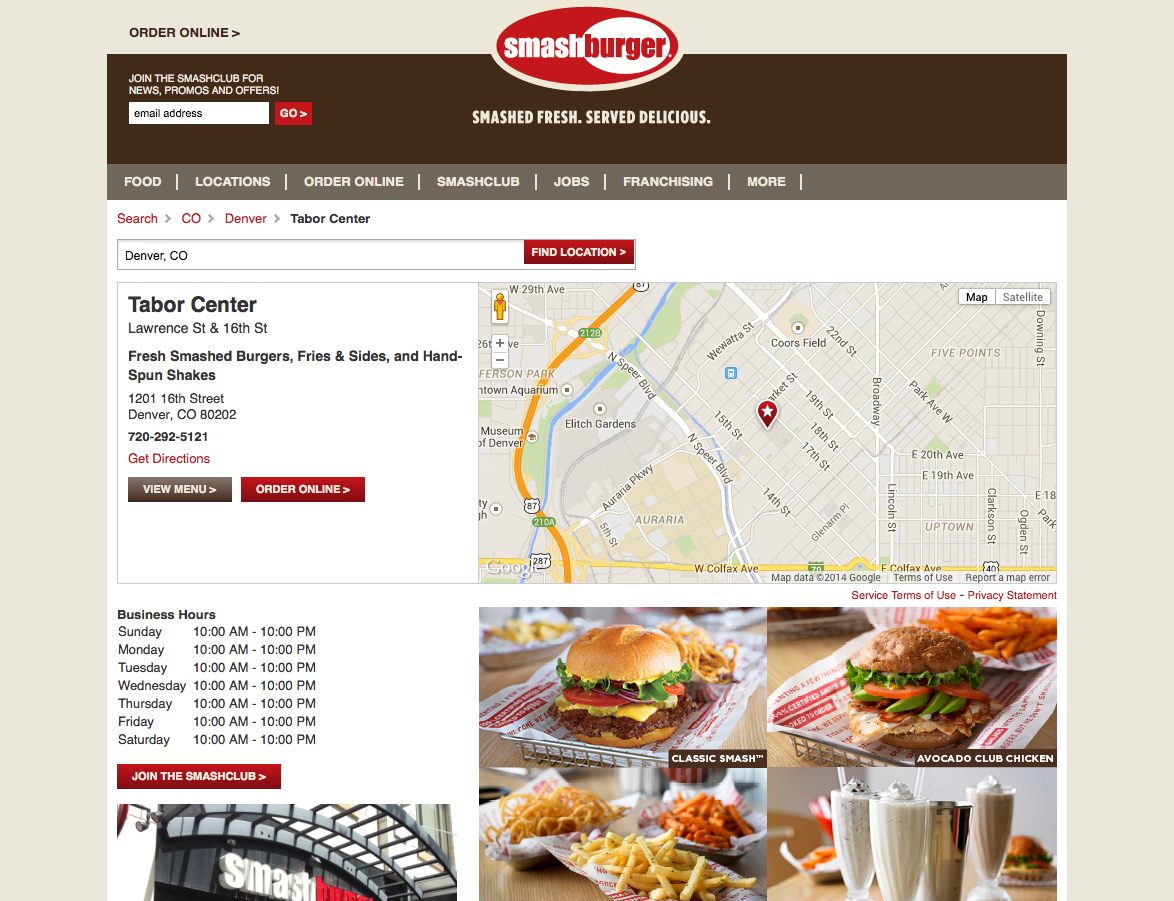 ORDER ONLINE >
smashburger
JOIN THE SMASHCLUB FOR
NEWS, PROMOS AND OFFERS!
email address
GO >
SMASHED FRESH. SERVED DELICIOUS.
FOOD
LOCATIONS
ORDER ONLINE
SMASHCLUB
JOBS
FRANCHISING
MORE
Search > CO > Denver > Tabor Center
Denver, CO
FIND LOCATION >
Tabor Center
Lawrence St & 16th St
Fresh Smashed Burgers, Fries & Sides, and Hand-
Spun Shakes
1201 16th Street
Denver, CO 80202
720-292-5121
Get Directions
VIEW MENU >
ORDER ONLINE >
W 29th Ave
87
Map
Satellite
Downing St
212B
26t
Wewatta St
Coors Field
22nd St
FIVE POINTS
N Speer Blvd
FERSON PARK
ntown Aquarium
Elitch Gardens
arket St
19th St
Broadway
Park Ave W
15th St
18th St
17th St
Museum
of Denver
N Speer Blvd
E 20th Ave
E 19th Ave
Auraria Pkwy
14th St
Lincoln St
Clarkson St
Ogden St
E 18
Park
ty
gh
87
210A
AURARIA
5th St
Glenarm Pl
UPTOWN
287
Goog
W Colfax Ave
70
E Colfax Ave
40
Map data ©2014 Google
Terms of Use
Report a map error
Service Terms of Use - Privacy Statement
Business Hours
Sunday 10:00 AM - 10:00 PM
Monday 10:00 AM - 10:00 PM
Tuesday 10:00 AM - 10:00 PM
Wednesday 10:00 AM - 10:00 PM
Thursday 10:00 AM - 10:00 PM
Friday 10:00 AM - 10:00 PM
Saturday 10:00 AM - 10:00 PM
JOIN THE SMASHCLUB >
CLASSIC SMASH™
AVOCADO CLUB CHICKEN
smashburge